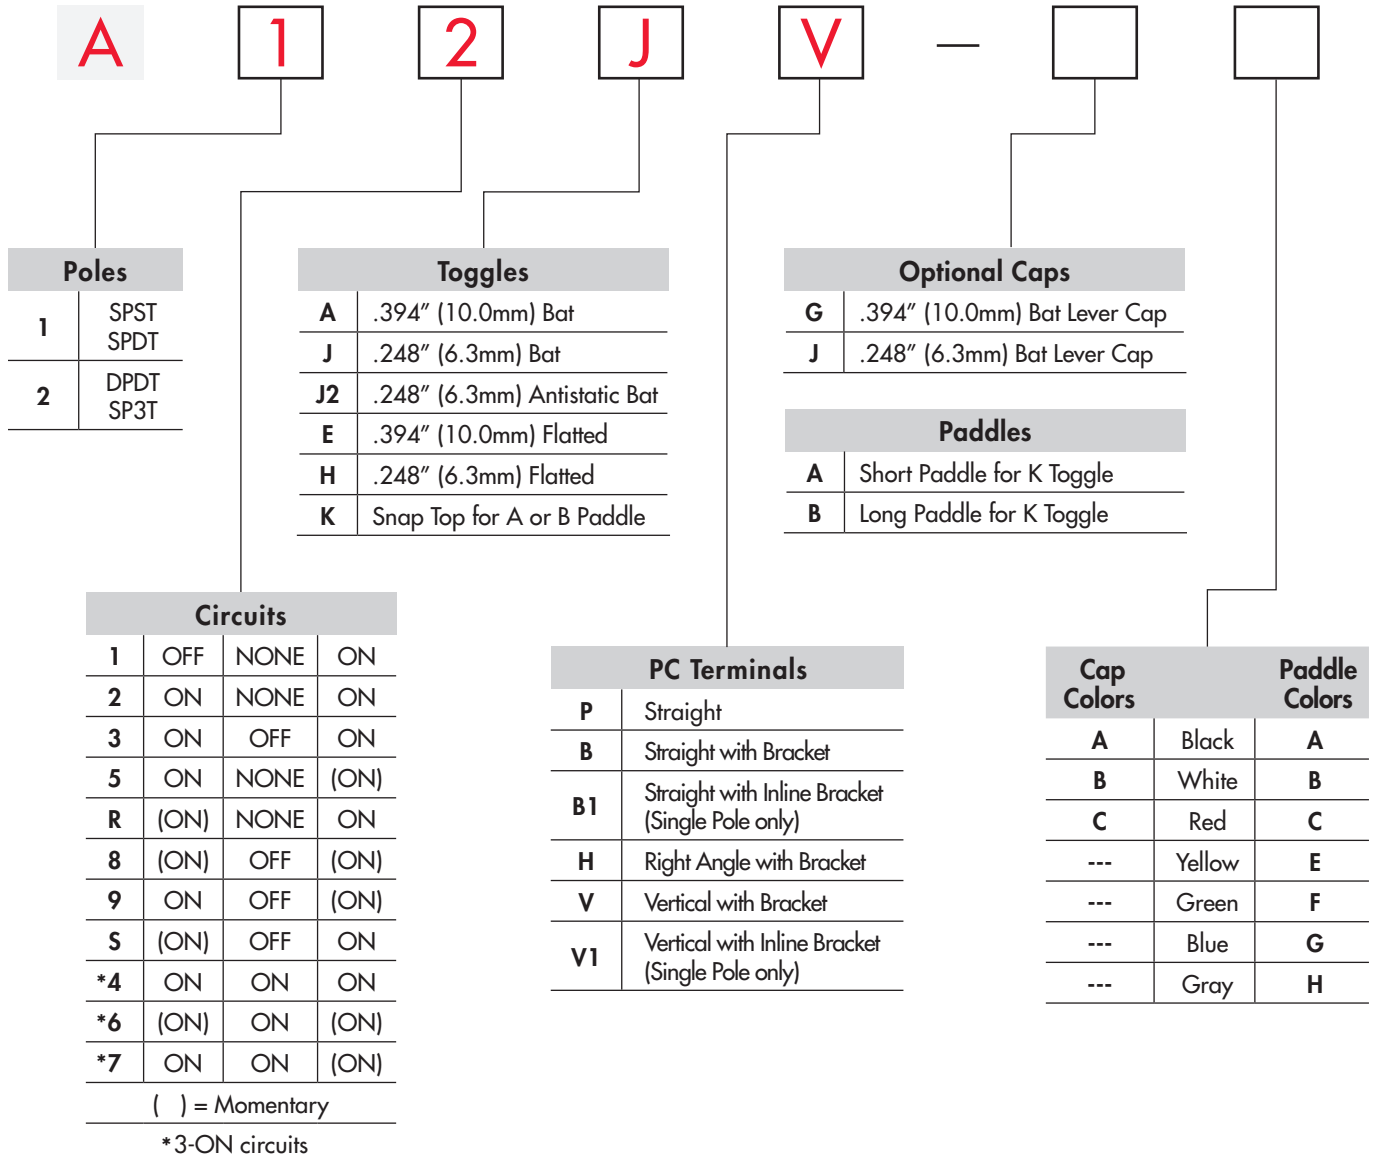 A 1 2 J V —
Poles
1 SPST SPDT
2 DPDT SP3T
Toggles
A .394″ (10.0mm) Bat
J .248″ (6.3mm) Bat
J2 .248″ (6.3mm) Antistatic Bat
E .394″ (10.0mm) Flatted
H .248″ (6.3mm) Flatted
K Snap Top for A or B Paddle
Optional Caps
G .394″ (10.0mm) Bat Lever Cap
J .248″ (6.3mm) Bat Lever Cap
Paddles
A Short Paddle for K Toggle
B Long Paddle for K Toggle
Circuits
1 OFF NONE ON
2 ON NONE ON
3 ON OFF ON
5 ON NONE (ON)
R (ON) NONE ON
8 (ON) OFF (ON)
9 ON OFF (ON)
S (ON) OFF ON
*4 ON ON ON
*6 (ON) ON (ON)
*7 ON ON (ON)
( ) = Momentary
*3-ON circuits
PC Terminals
P Straight
B Straight with Bracket
B1 Straight with Inline Bracket
(Single Pole only)
H Right Angle with Bracket
V Vertical with Bracket
V1 Vertical with Inline Bracket
(Single Pole only)
Cap Colors Paddle Colors
A Black A
B White B
C Red C
--- Yellow E
--- Green F
--- Blue G
--- Gray H